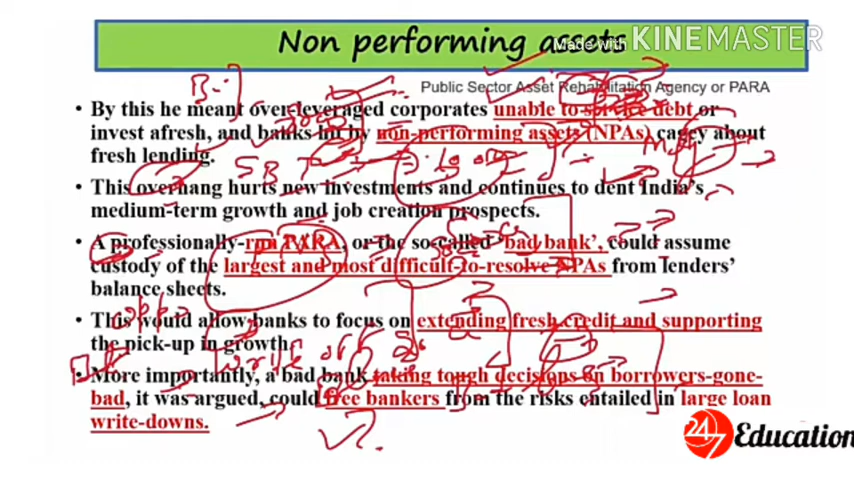 Non performing assets
Made with KINEMASTER
Public Sector Asset Rehabilitation Agency or PARA
• By this he meant over-leveraged corporates unable to service debt or
invest afresh, and banks hit by non-performing assets (NPAs) cagey about
fresh lending.
• This overhang hurts new investments and continues to dent India's
medium-term growth and job creation prospects.
• A professionally-run PARA, or the so-called 'bad bank', could assume
custody of the largest and most difficult-to-resolve NPAs from lenders'
balance sheets.
• This would allow banks to focus on extending fresh credit and supporting
the pick-up in growth.
• More importantly, a bad bank taking tough decisions on borrowers-gone-
bad, it was argued, could free bankers from the risks entailed in large loan
write-downs.
24/7 Education